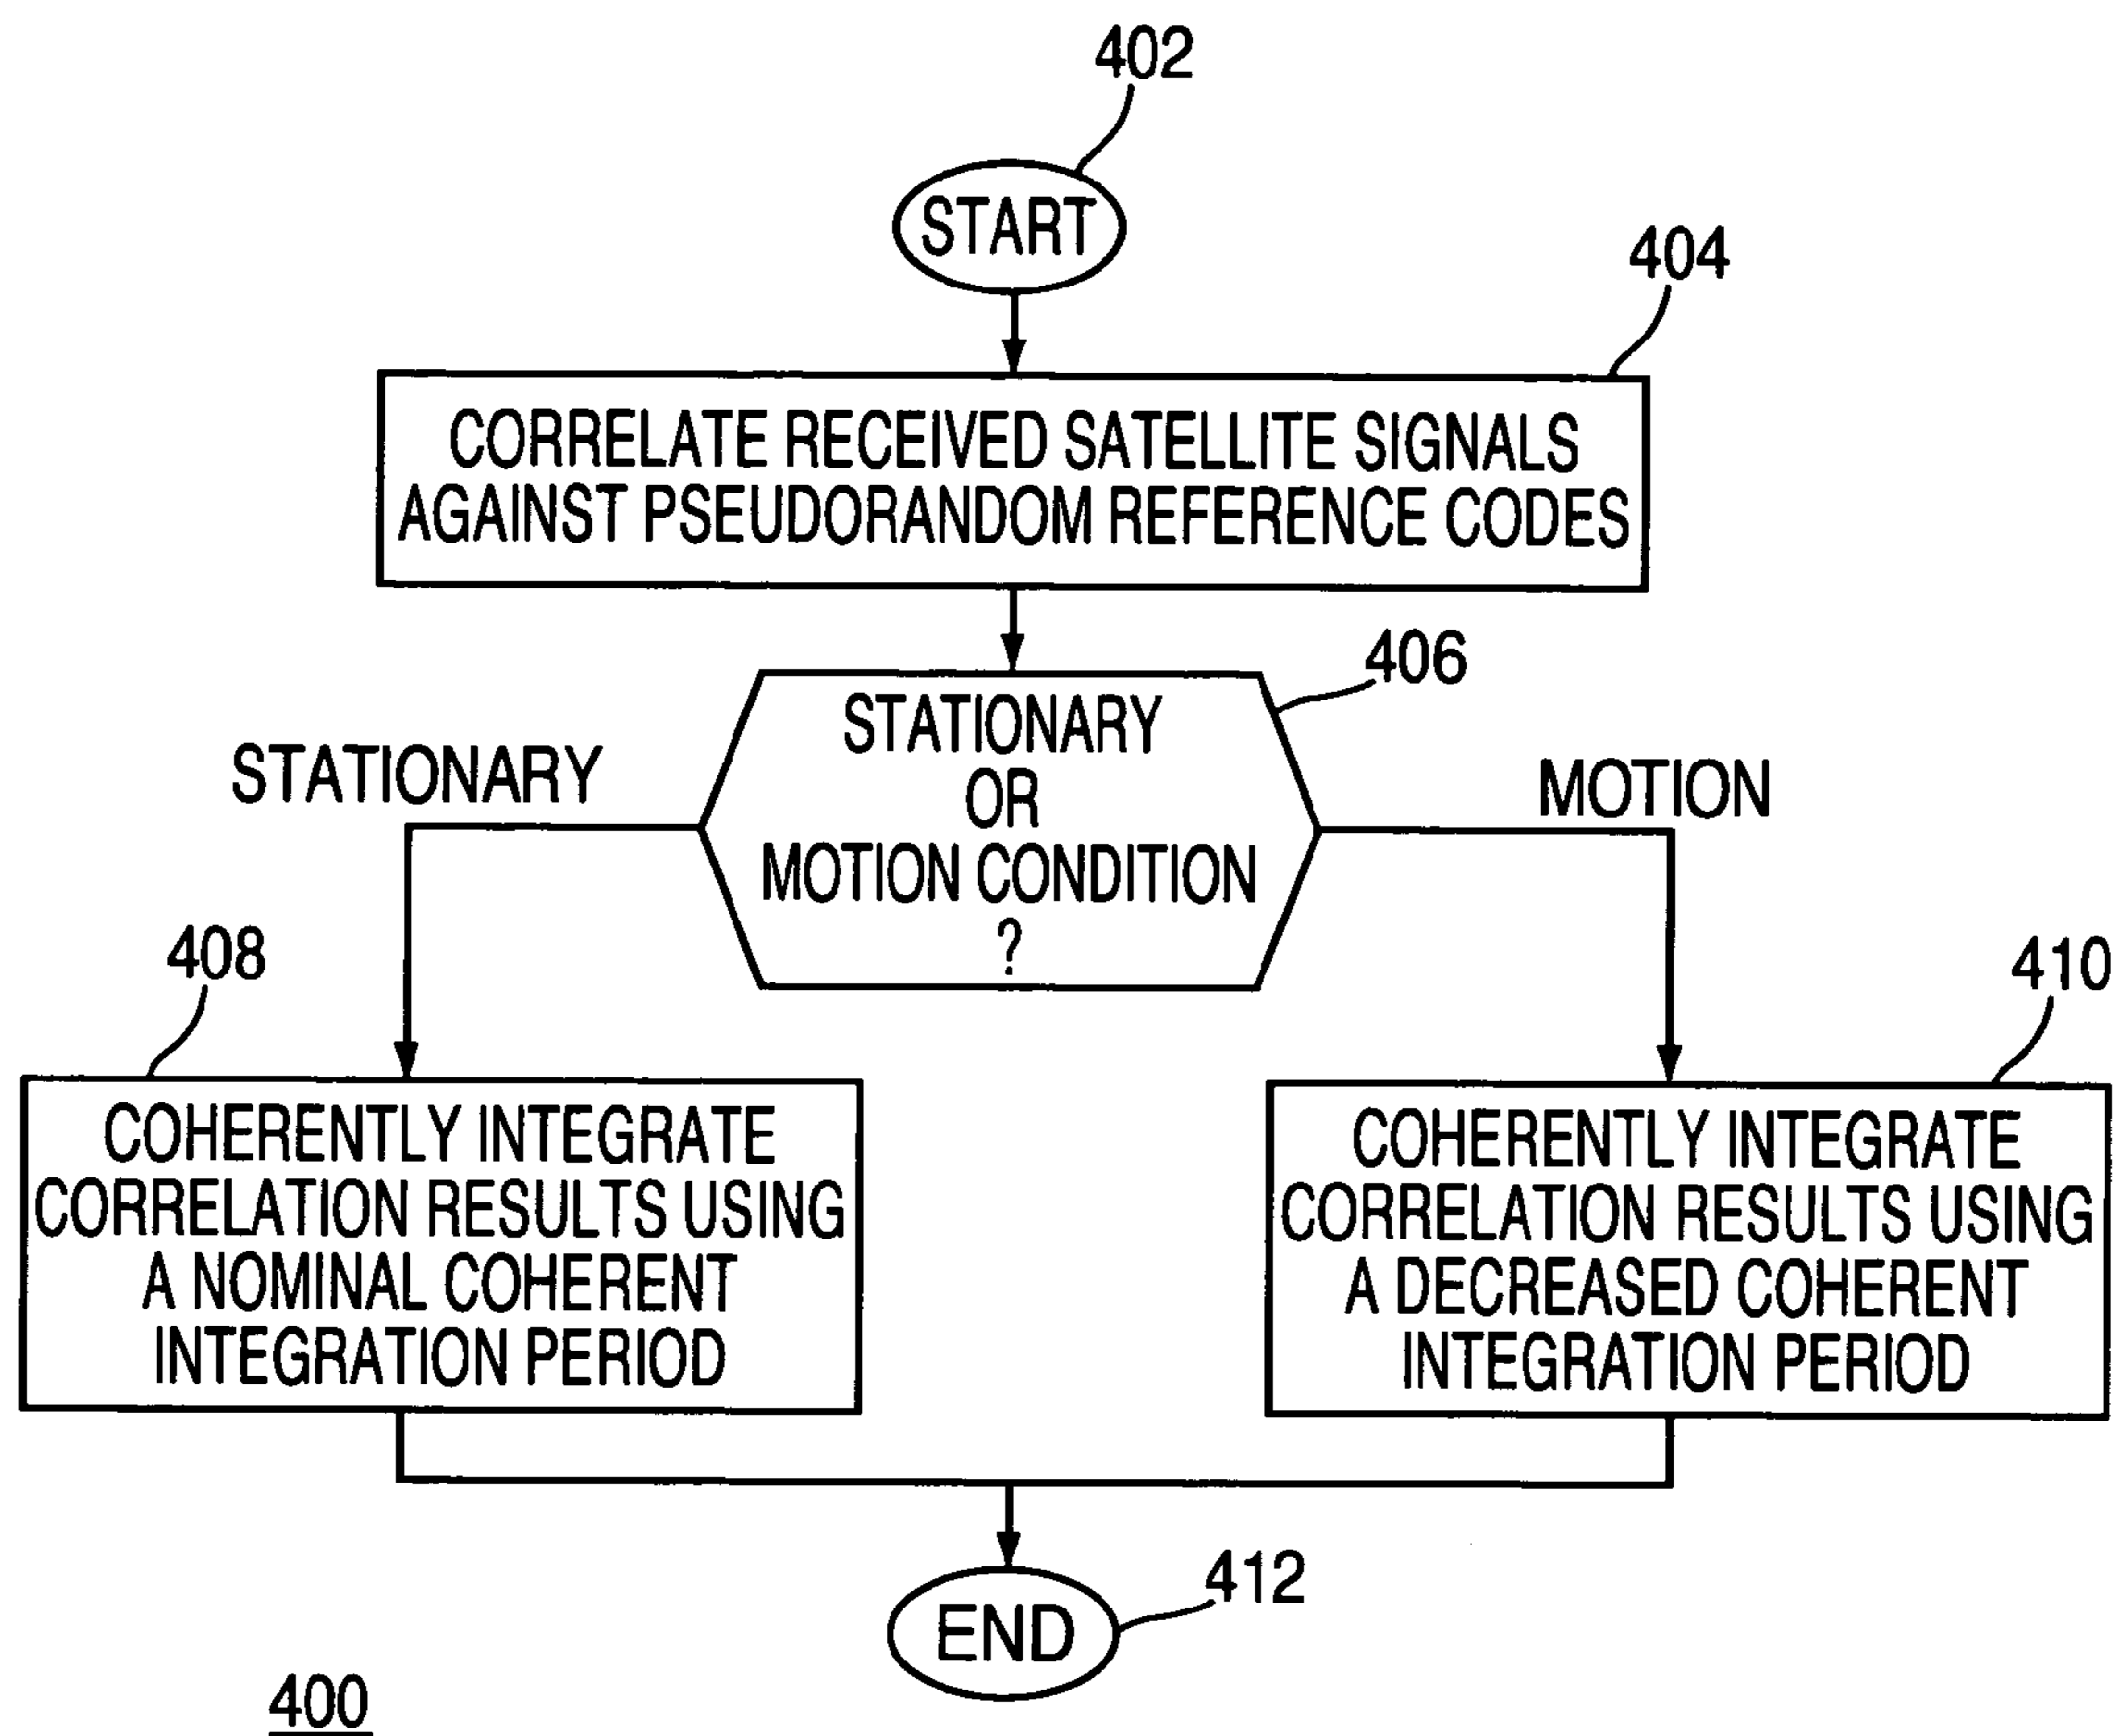 402
START
404
CORRELATE RECEIVED SATELLITE SIGNALS
AGAINST PSEUDORANDOM REFERENCE CODES
406
STATIONARY
OR
MOTION CONDITION
?
STATIONARY
MOTION
408
COHERENTLY INTEGRATE
CORRELATION RESULTS USING
A NOMINAL COHERENT
INTEGRATION PERIOD
410
COHERENTLY INTEGRATE
CORRELATION RESULTS USING
A DECREASED COHERENT
INTEGRATION PERIOD
412
END
400